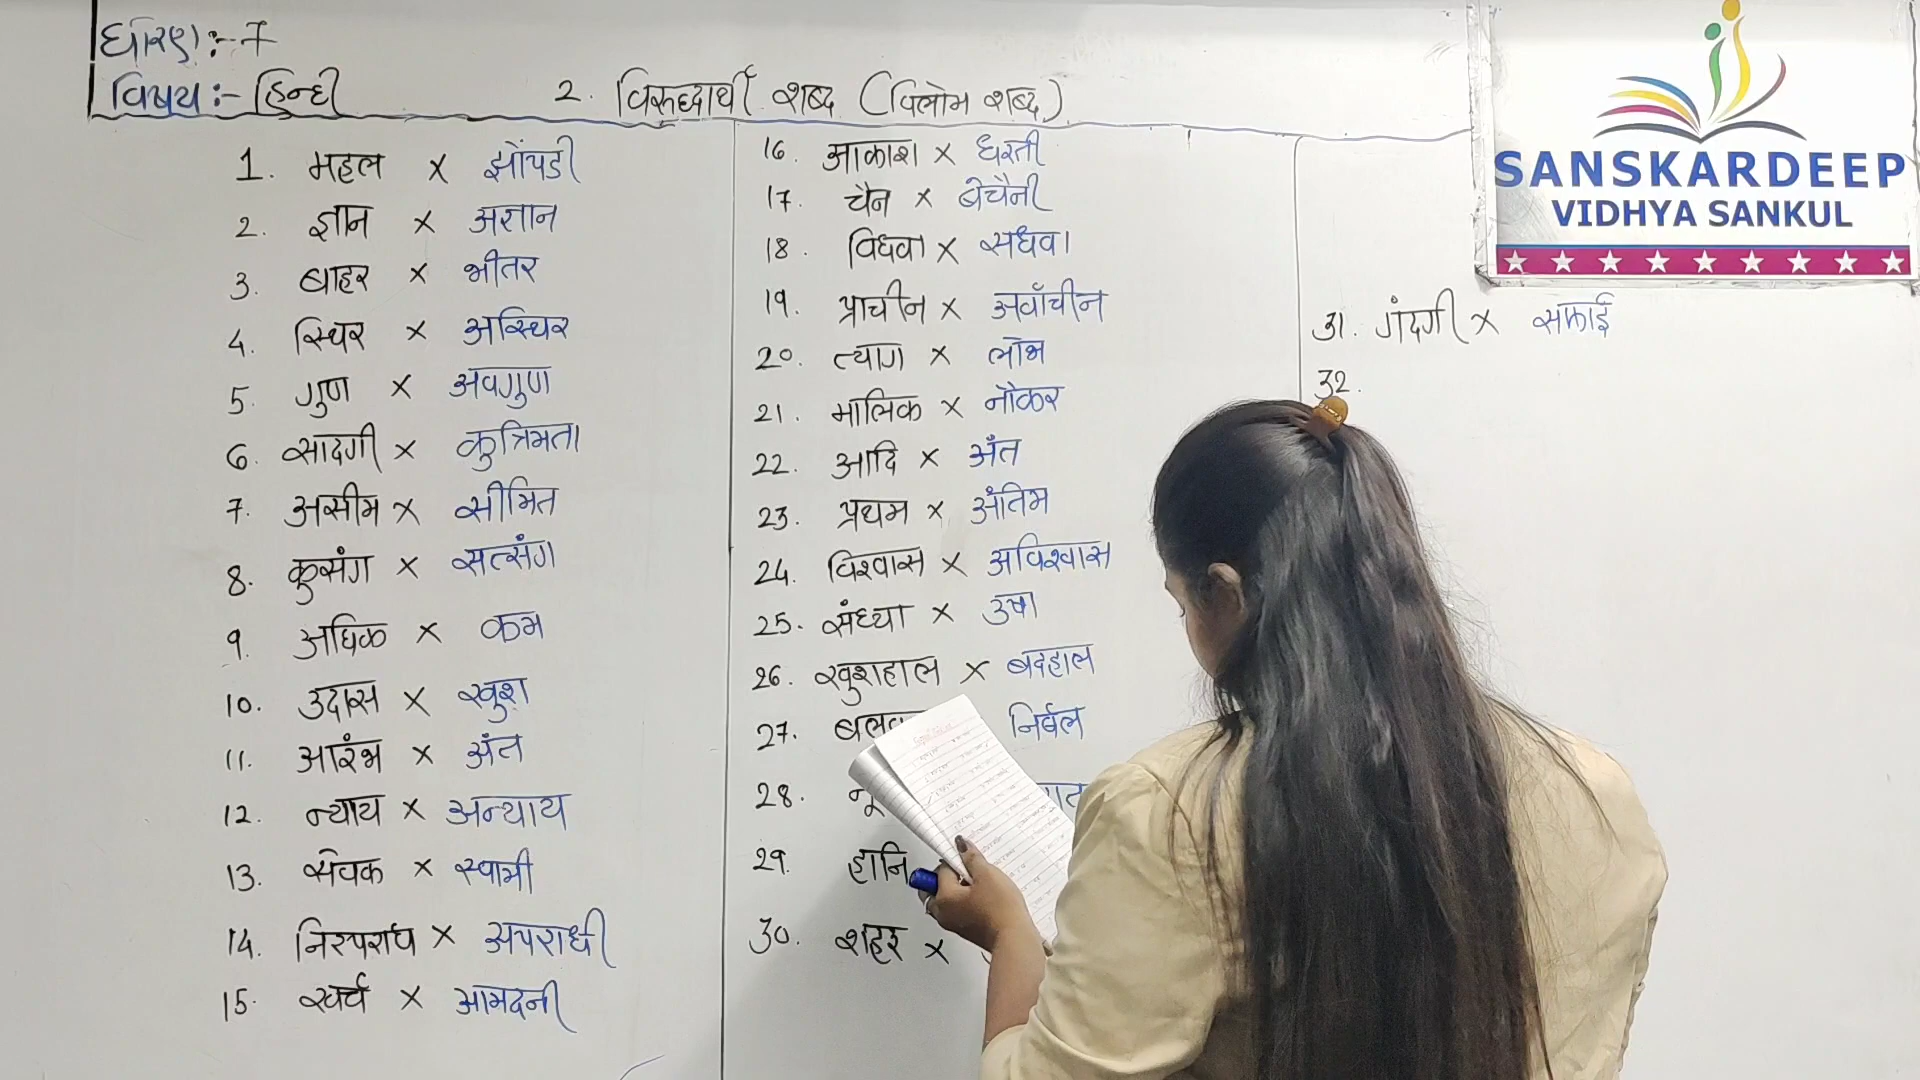 धोरण :- 7
विषय :- हिन्दी
2. विरुध्धार्थी शब्द (विलोम शब्द)
1. महल × झोंपडी
2. ज्ञान × अज्ञान
3. बाहर × भीतर
4. स्थिर × अस्थिर
5. गुण × अवगुण
6. सादगी × कुत्रिमता
7. असीम × सीमित
8. कुसंग × सत्संग
9. अधिक × कम
10. उदास × खुश
11. आरंभ × अंत
12. न्याय × अन्याय
13. सेवक × स्वामी
14. निरपराध × अपराधी
15. खर्च × आमदनी
16. आकाश × धरती
17. चैन × बेचैनी
18. विधवा × सधवा
19. प्राचीन × अर्वाचीन
20. त्याग × लोभ
21. मालिक × नौकर
22. आदि × अंत
23. प्रथम × अंतिम
24. विश्वास × अविश्वास
25. संध्या × उषा
26. खुशहाल × बदहाल
27. निर्बल
28.
29. हानि
30. शहर ×
31. गंदगी × सफाई
32.
SANSKARDEEP
VIDHYA SANKUL